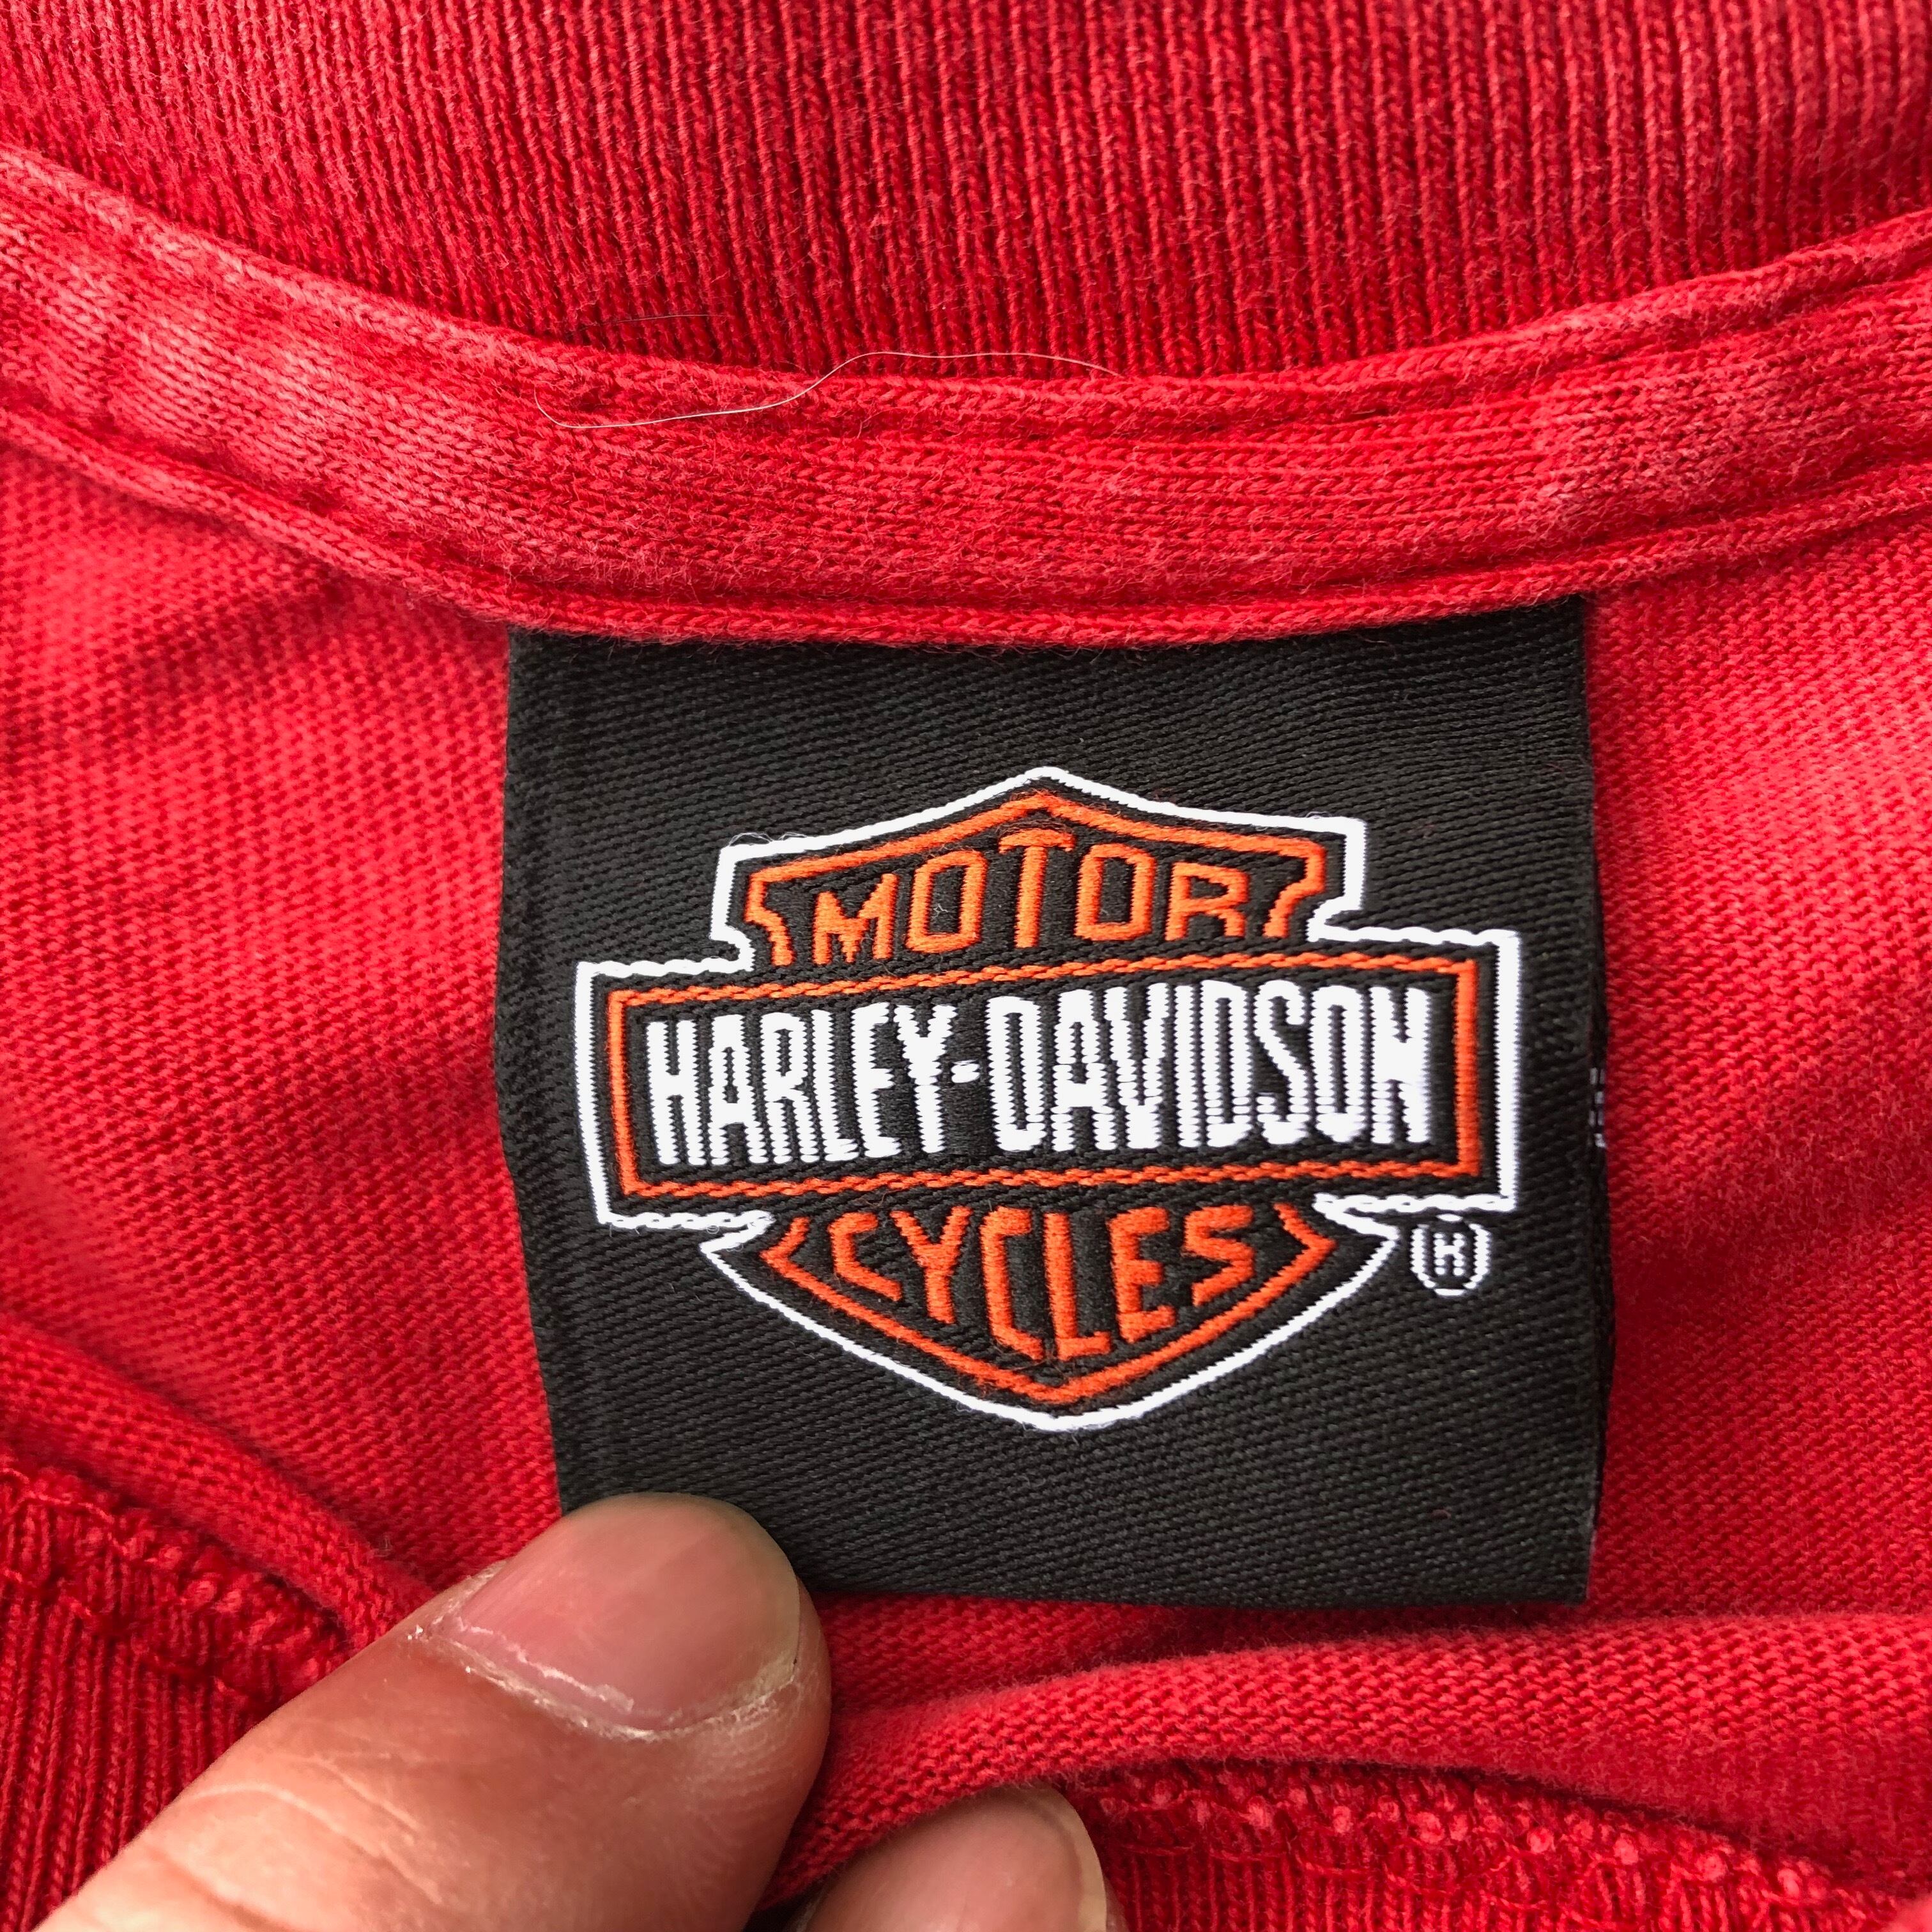 MOTOR
HARLEY-DAVIDSON
CYCLES
®